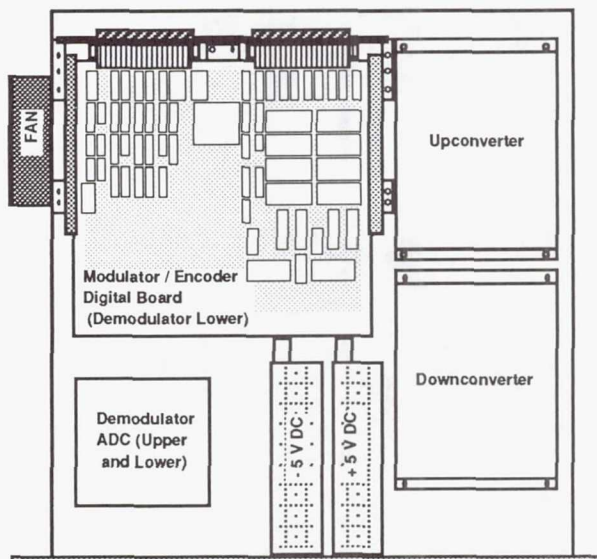 FAN
Upconverter
Modulator / Encoder
Digital Board
(Demodulator Lower)
Downconverter
Demodulator
ADC (Upper
and Lower)
- 5 V DC
+ 5 V DC